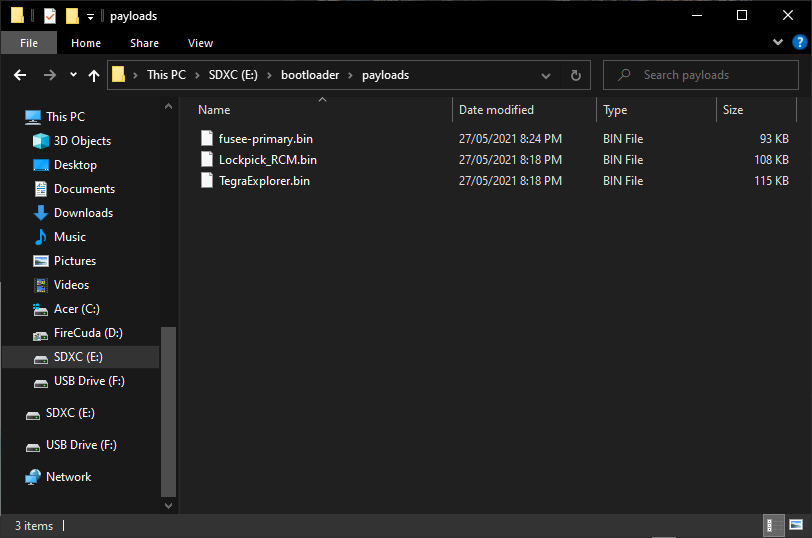 payloads
File Home Share View
This PC SDXC (E:) bootloader payloads Search payloads
This PC
3D Objects
Desktop
Documents
Downloads
Music
Pictures
Videos
Acer (C:)
FireCuda (D:)
SDXC (E:)
USB Drive (F:)
SDXC (E:)
USB Drive (F:)
Network
Name Date modified Type Size
fusee-primary.bin 27/05/2021 8:24 PM BIN File 93 KB
Lockpick_RCM.bin 27/05/2021 8:18 PM BIN File 108 KB
TegraExplorer.bin 27/05/2021 8:18 PM BIN File 115 KB
3 items